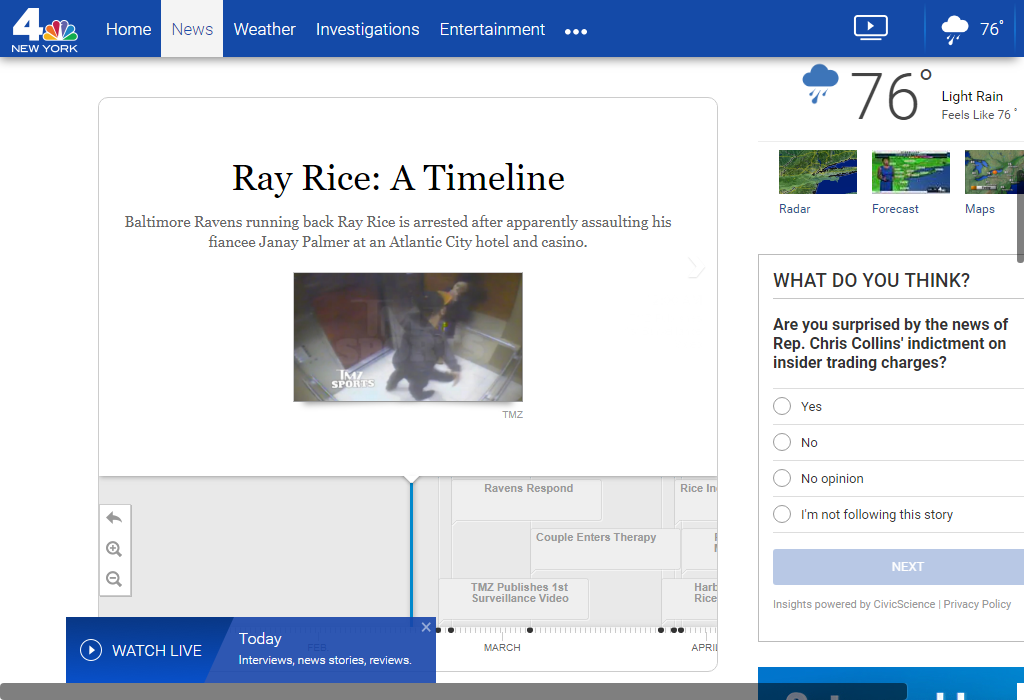 4
NEW YORK
Home
News
Weather
Investigations
Entertainment
76°
76°
Light Rain
Feels Like 76 °
Radar
Forecast
Maps
Ray Rice: A Timeline
Baltimore Ravens running back Ray Rice is arrested after apparently assaulting his
fiancee Janay Palmer at an Atlantic City hotel and casino.
TMZ
SPORTS
TMZ
WHAT DO YOU THINK?
Are you surprised by the news of
Rep. Chris Collins' indictment on
insider trading charges?
Yes
No
No opinion
I'm not following this story
NEXT
Insights powered by CivicScience | Privacy Policy
Ravens Respond
Rice In
Couple Enters Therapy
TMZ Publishes 1st
Surveillance Video
Harb
Rice
FEB
MARCH
APRIL
WATCH LIVE
Today
Interviews, news stories, reviews.